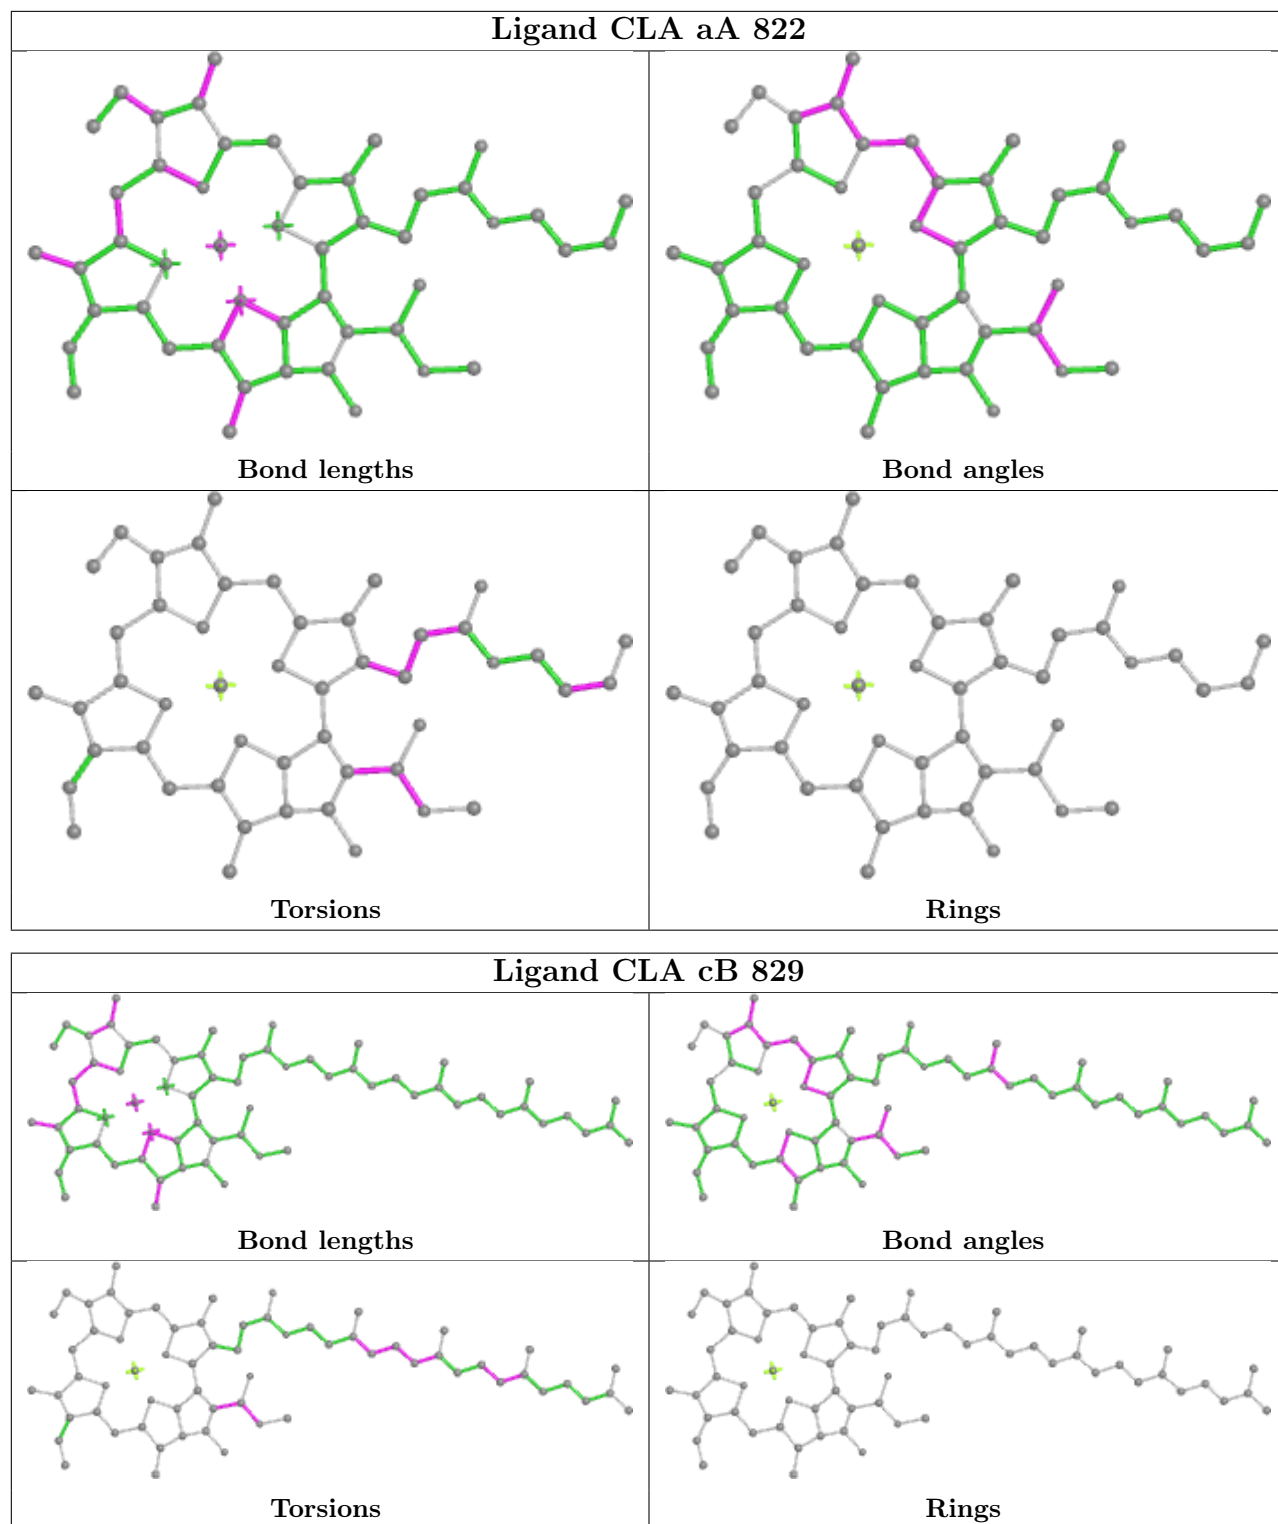 Ligand CLA aA 822
Bond lengths
Bond angles
Torsions
Rings
Ligand CLA cB 829
Bond lengths
Bond angles
Torsions
Rings